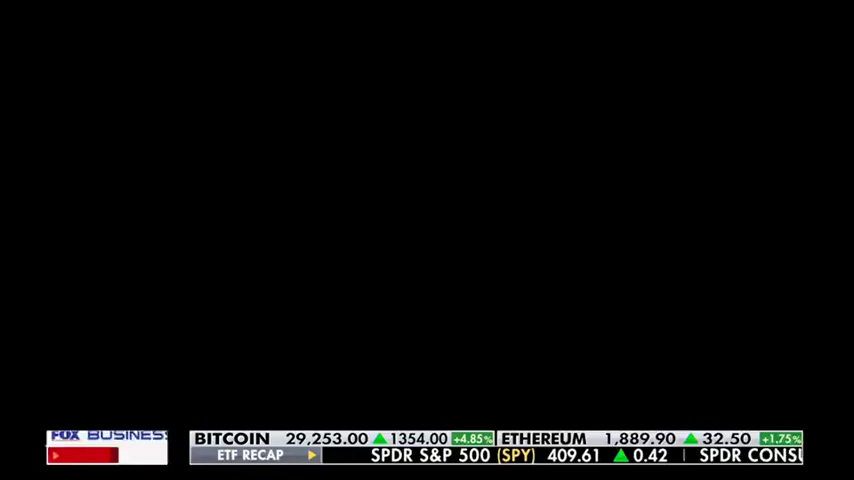 FOX BUSINESS
BITCOIN 29,253.00 ▲ 1354.00 +4.85% ETHEREUM 1,889.90 ▲ 32.50 +1.75%
ETF RECAP SPDR S&P 500 (SPY) 409.61 ▲ 0.42 | SPDR